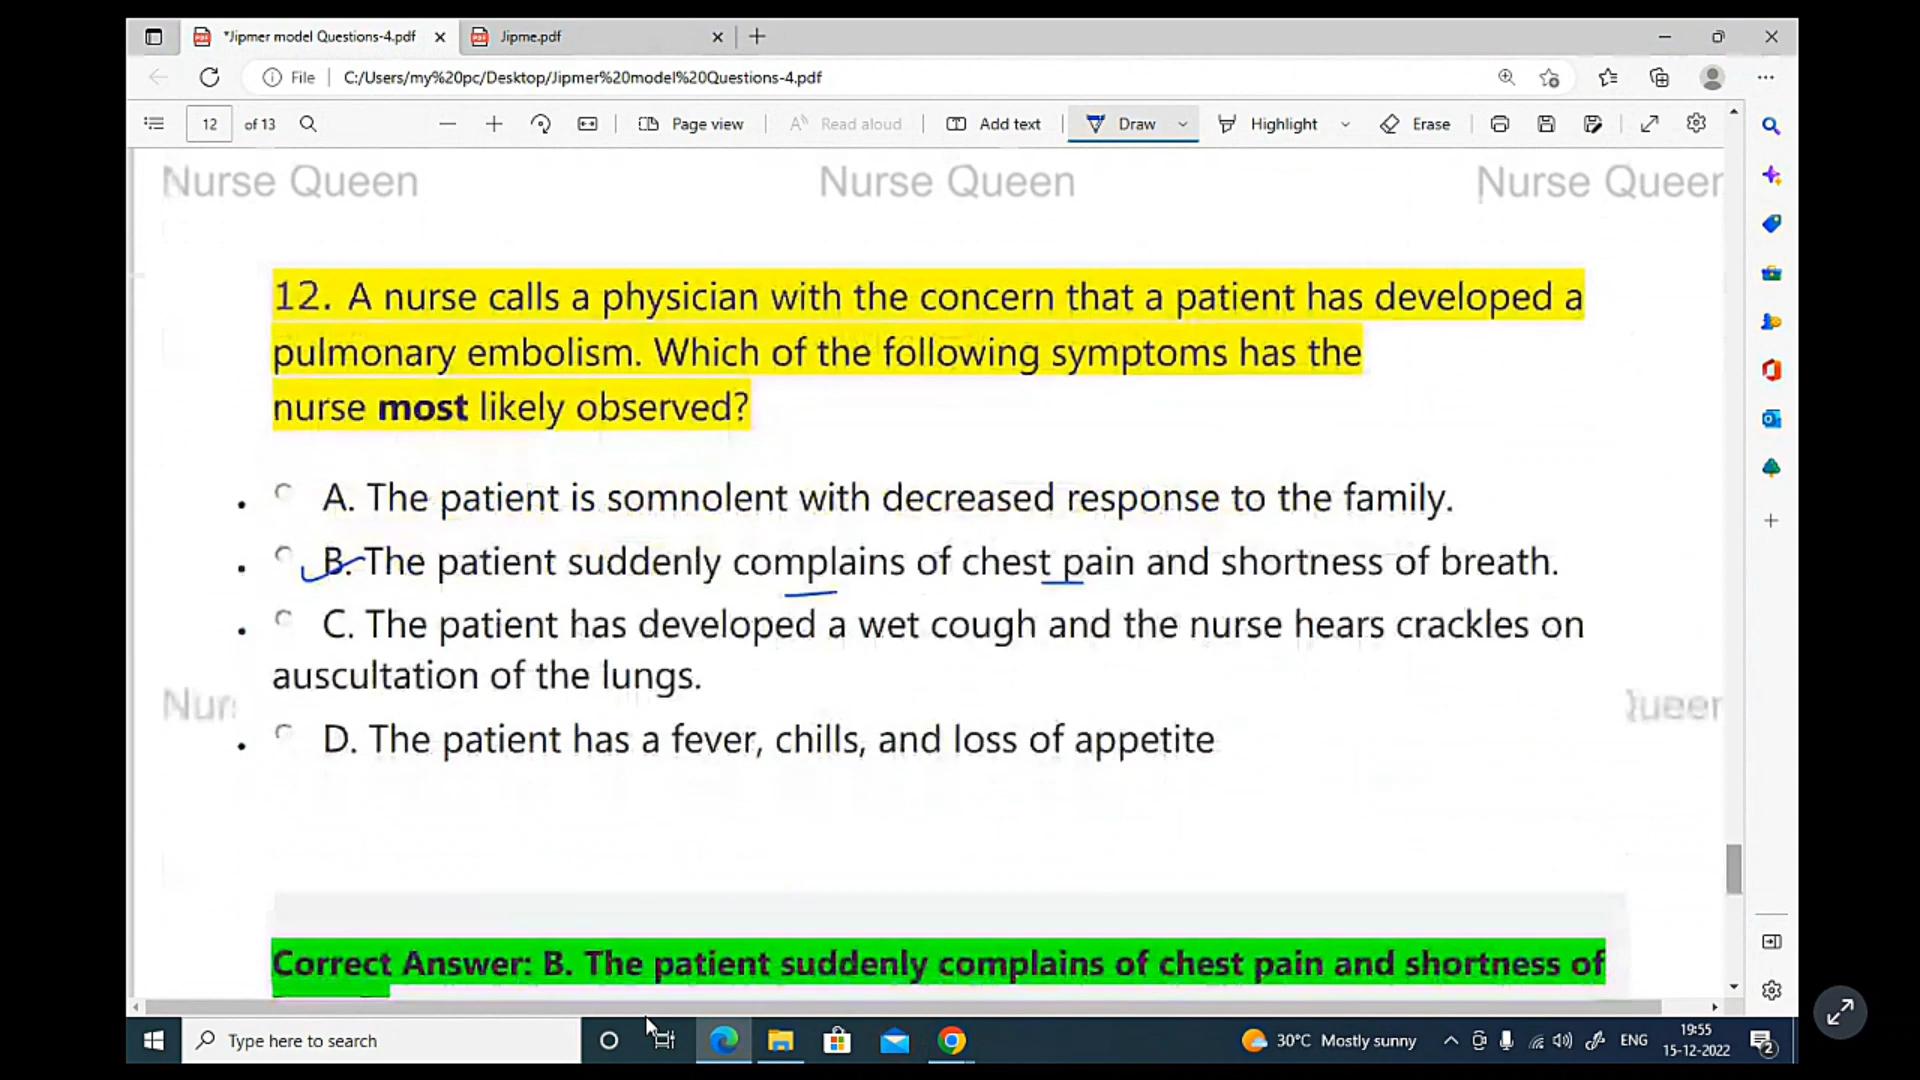 *Jipmer model Questions-4.pdf
Jipme.pdf
File
C:/Users/my%20pc/Desktop/Jipmer%20model%20Questions-4.pdf
12 of 13
Page view
Read aloud
Add text
Draw
Highlight
Erase
Nurse Queen
Nurse Queen
Nurse Queen
12. A nurse calls a physician with the concern that a patient has developed a
pulmonary embolism. Which of the following symptoms has the
nurse most likely observed?
A. The patient is somnolent with decreased response to the family.
B. The patient suddenly complains of chest pain and shortness of breath.
C. The patient has developed a wet cough and the nurse hears crackles on
auscultation of the lungs.
D. The patient has a fever, chills, and loss of appetite
Correct Answer: B. The patient suddenly complains of chest pain and shortness of
Type here to search
30°C Mostly sunny
ENG
19:55
15-12-2022
2